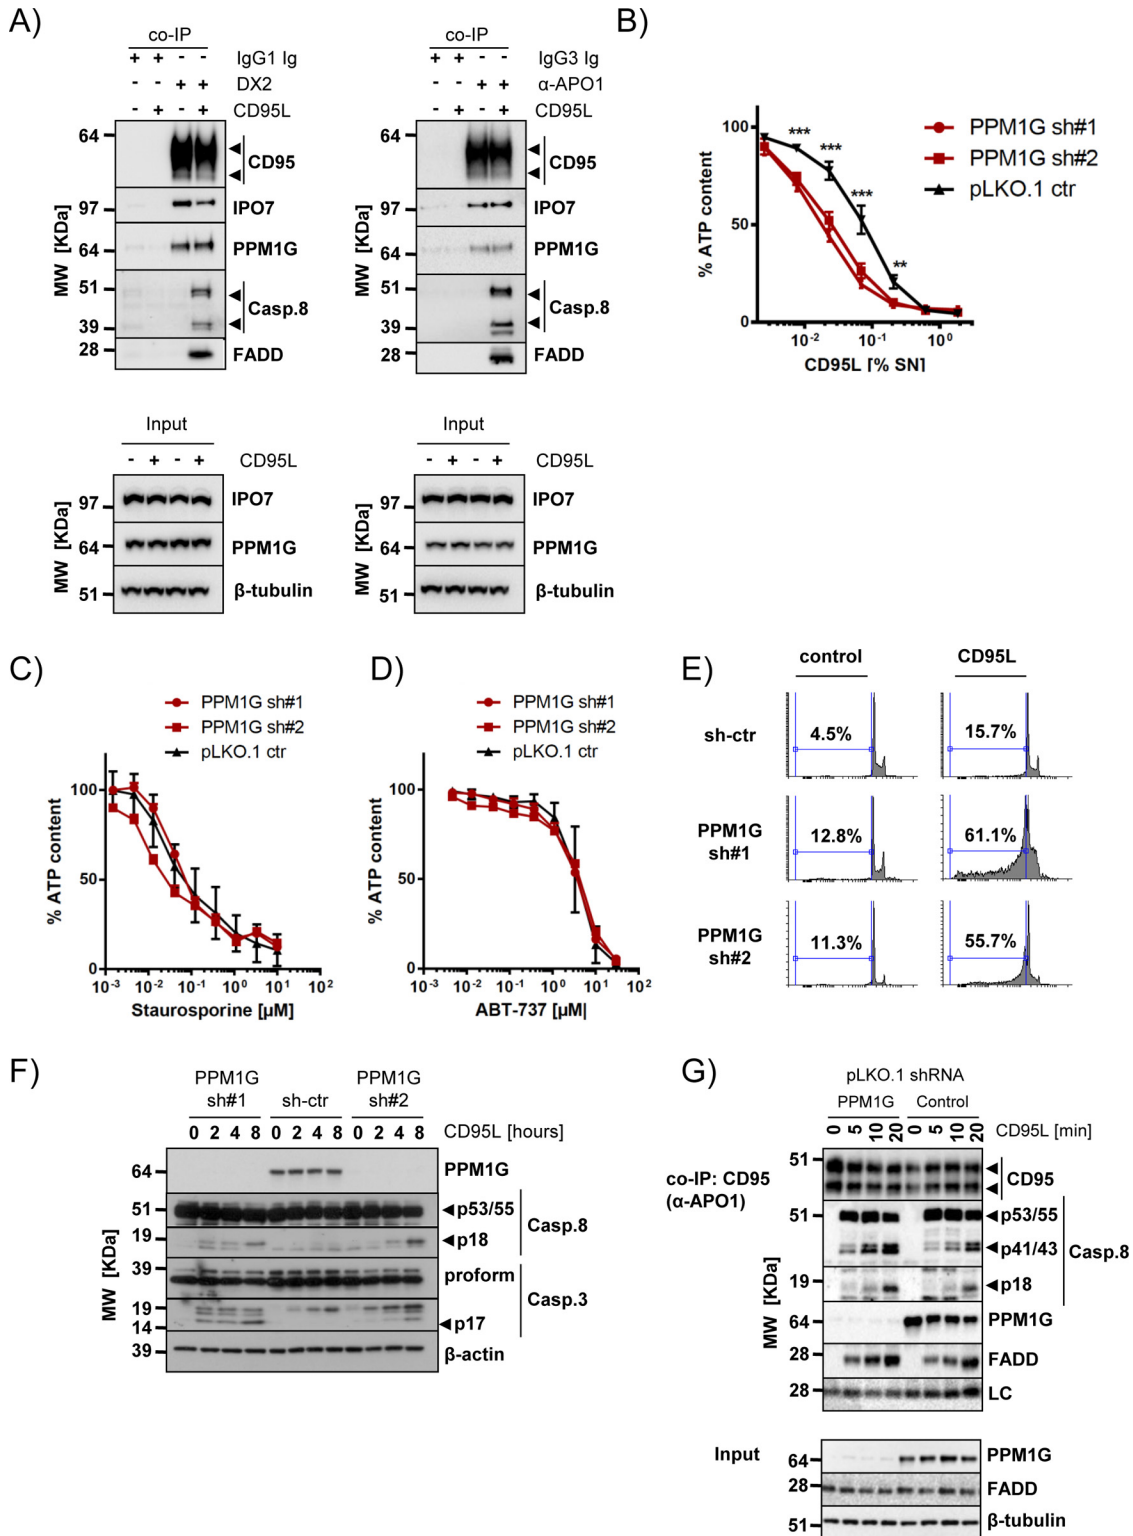 A)
co-IP
+ + - - IgG1 Ig
- - + + DX2
- + - + CD95L
64
CD95
97
IPO7
64
PPM1G
51
39
Casp.8
28
FADD
MW [KDa]
co-IP
+ + - - IgG3 Ig
- - + + α-APO1
- + - + CD95L
64
CD95
97
IPO7
64
PPM1G
51
39
Casp.8
28
FADD
MW [KDa]
Input
- + - + CD95L
97
IPO7
64
PPM1G
51
β-tubulin
MW [KDa]
Input
- + - + CD95L
97
IPO7
64
PPM1G
51
β-tubulin
MW [KDa]
B)
PPM1G sh#1
PPM1G sh#2
pLKO.1 ctr
% ATP content
100
50
0
***
***
***
**
10-2 10-1 100
CD95L [% SN]
C)
PPM1G sh#1
PPM1G sh#2
pLKO.1 ctr
% ATP content
100
50
0
10-3 10-2 10-1 100 101 102
Staurosporine [µM]
D)
PPM1G sh#1
PPM1G sh#2
pLKO.1 ctr
% ATP content
100
50
0
10-3 10-2 10-1 100 101 102
ABT-737 [µM|
E)
control CD95L
sh-ctr
4.5% 15.7%
PPM1G
sh#1
12.8% 61.1%
PPM1G
sh#2
11.3% 55.7%
F)
PPM1G
sh#1
sh-ctr
PPM1G
sh#2
0 2 4 8 0 2 4 8 0 2 4 8 CD95L [hours]
64
PPM1G
51
p53/55
19
p18
Casp.8
39
proform
19
14
p17
Casp.3
39
β-actin
MW [KDa]
G)
pLKO.1 shRNA
PPM1G Control
0 5 10 20 0 5 10 20 CD95L [min]
co-IP: CD95
(α-APO1)
51
CD95
51
p53/55
p41/43
Casp.8
19
p18
64
PPM1G
28
FADD
28
LC
MW [KDa]
Input
64
PPM1G
28
FADD
51
β-tubulin